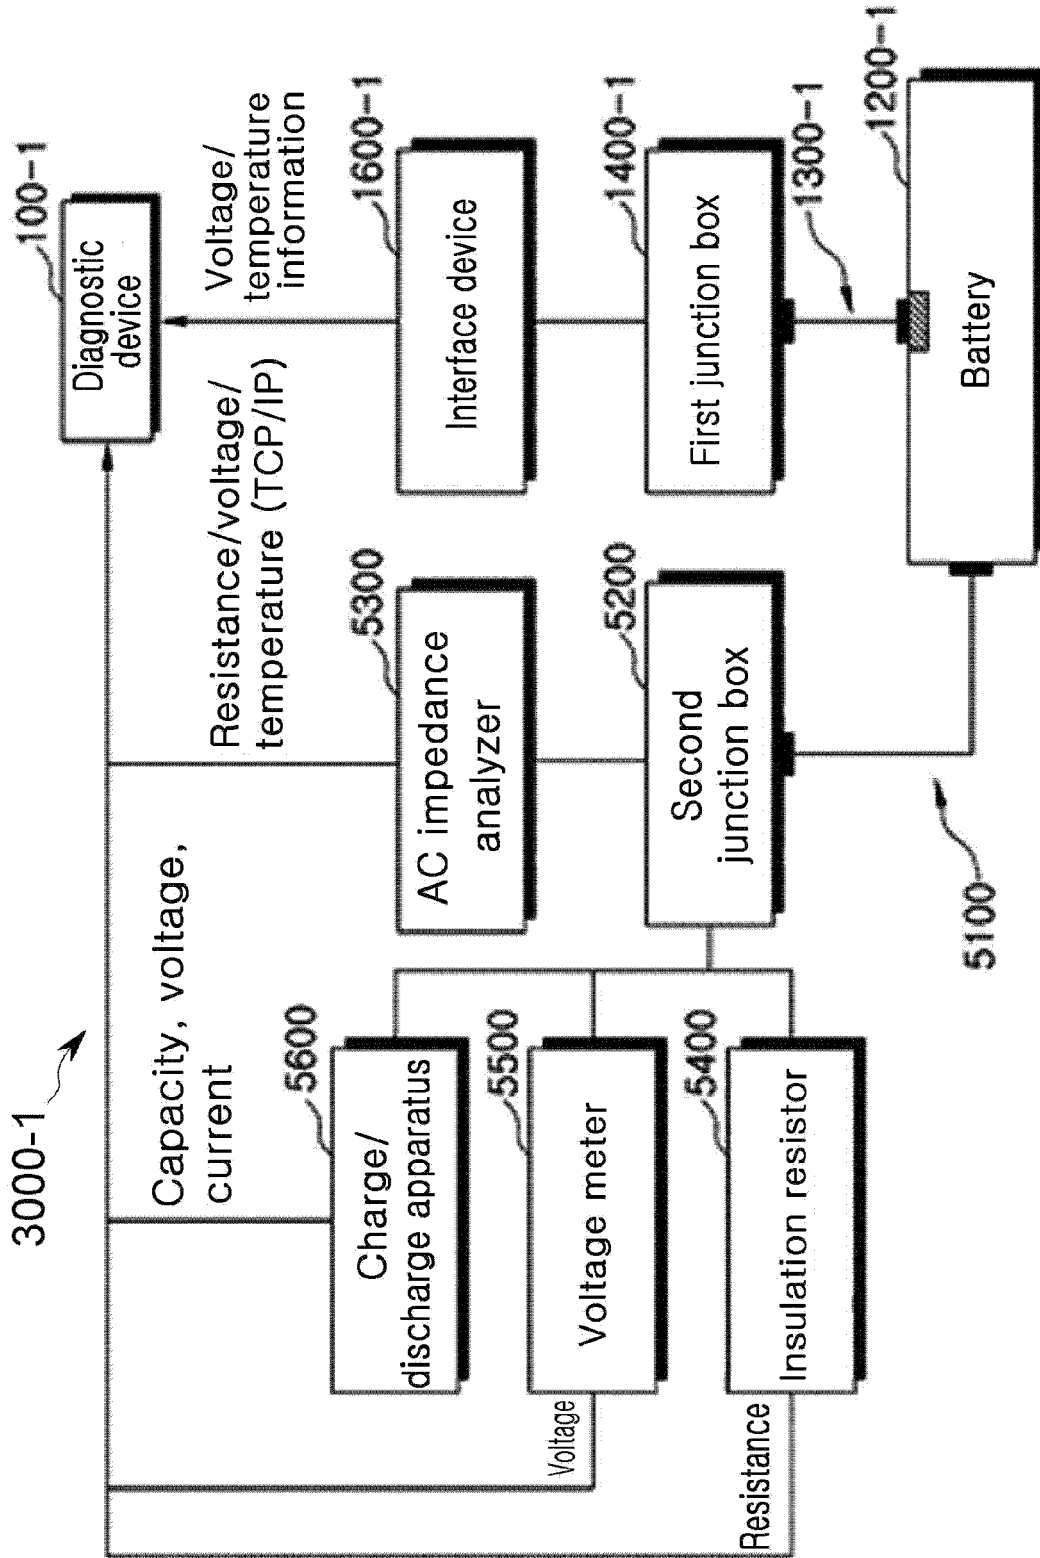 3000-1
100-1
Diagnostic
device
Capacity, voltage,
current
Resistance/voltage/
temperature (TCP/IP)
Voltage/
temperature
information
5600
Charge/
discharge apparatus
5300
AC impedance
analyzer
1600-1
Interface device
Voltage
5500
Voltage meter
5200
Second
junction box
1400-1
First junction box
Resistance
5400
Insulation resistor
1300-1
5100
1200-1
Battery